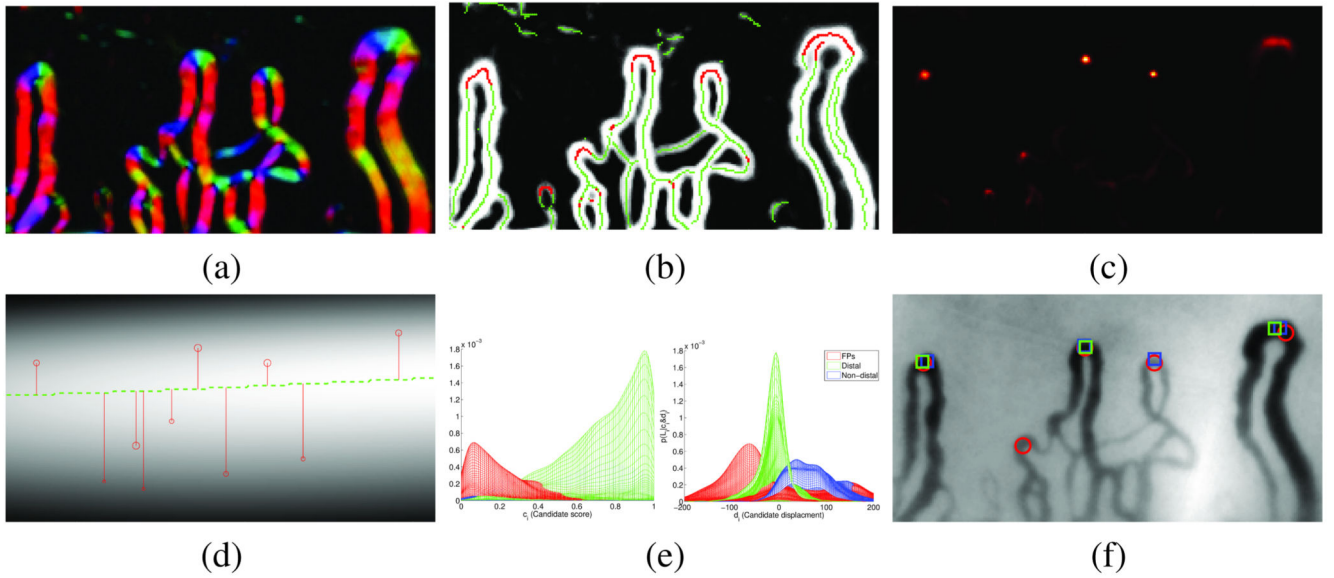 (a)
(b)
(c)
x 10⁻³
1.8
1.6
1.4
1.2
1
0.8
0.6
0.4
0.2
0
0
0.2
0.4
0.6
0.8
1
cᵢ (Candidate score)
x 10⁻³
1.8
1.6
1.4
1.2
1
0.8
0.6
0.4
0.2
0
-200
-100
0
100
200
dᵢ (Candidate displacment)
FPs
Distal
Non-distal
(d)
(e)
(f)